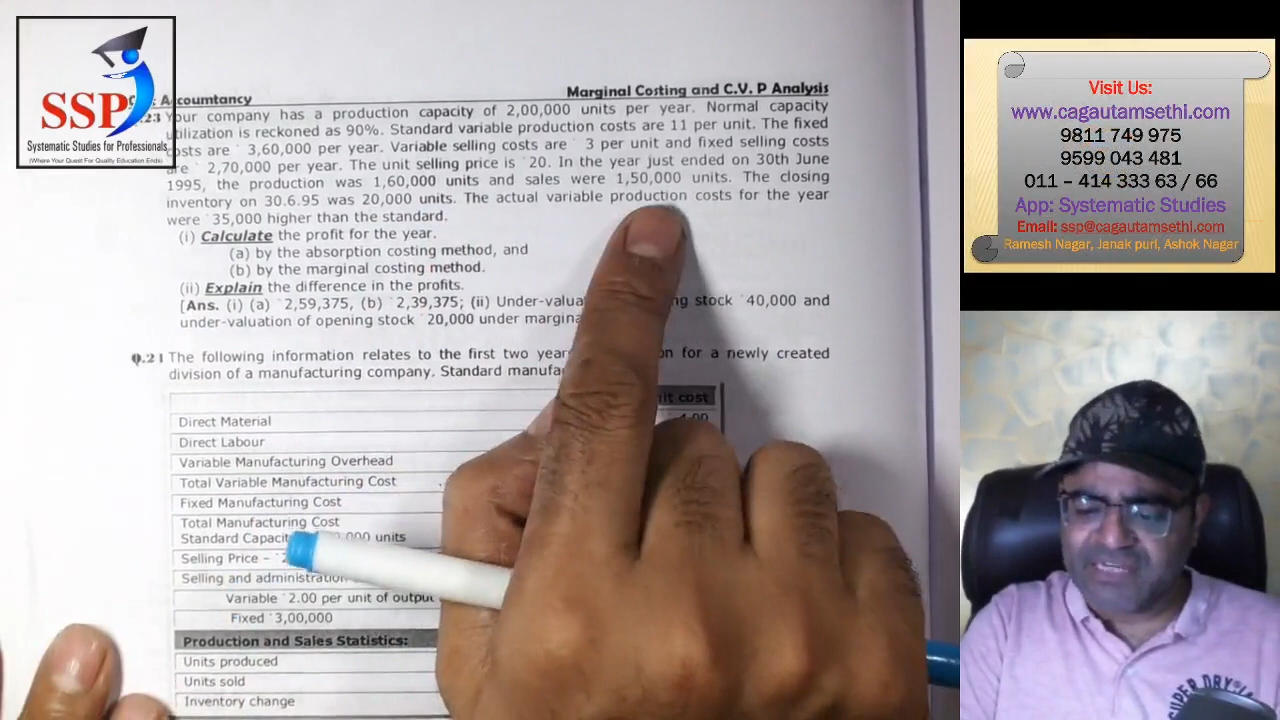 SSP
Systematic Studies for Professionals
(Where Your Quest For Quality Education Ends)
Accountancy
Marginal Costing and C.V. P Analysis
23 Your company has a production capacity of 2,00,000 units per year. Normal capacity
utilization is reckoned as 90%. Standard variable production costs are 11 per unit. The fixed
costs are ` 3,60,000 per year. Variable selling costs are ` 3 per unit and fixed selling costs
are ` 2,70,000 per year. The unit selling price is `20. In the year just ended on 30th June
1995, the production was 1,60,000 units and sales were 1,50,000 units. The closing
inventory on 30.6.95 was 20,000 units. The actual variable production costs for the year
were `35,000 higher than the standard.
(i) Calculate the profit for the year.
(a) by the absorption costing method, and
(b) by the marginal costing method.
(ii) Explain the difference in the profits.
[Ans. (i) (a) `2,59,375, (b) `2,39,375; (ii) stock `40,000 and
under-valuation of opening stock `20,000 under
Q.21 The following information relates to the first two for a newly created
division of a manufacturing company. Standard
cost
Direct Material
Direct Labour
Variable Manufacturing Overhead
Total Variable Manufacturing Cost
Fixed Manufacturing Cost
Total Manufacturing Cost
Standard units
Selling Price –
Selling and administration
Variable `2.00 per unit of output
Fixed `3,00,000
Production and Sales Statistics:
Units produced
Units sold
Inventory change
Visit Us:
www.cagautamsethi.com
9811 749 975
9599 043 481
011 – 414 333 63 / 66
App: Systematic Studies
Email: ssp@cagautamsethi.com
Ramesh Nagar, Janak puri, Ashok Nagar
SUPER DRY